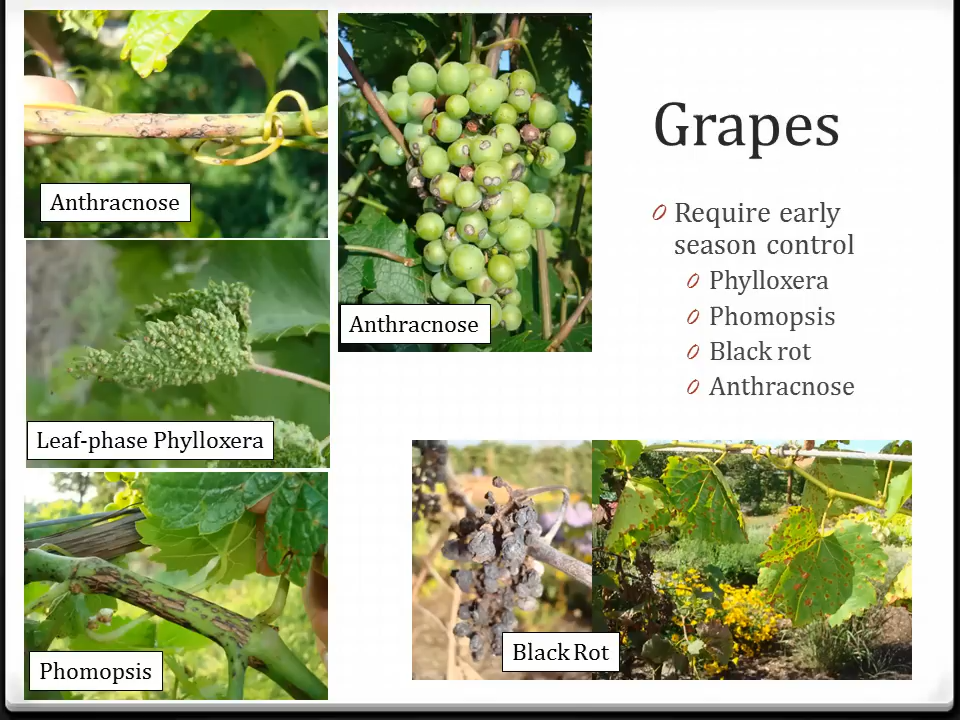 Grapes
Require early
season control
Phylloxera
Phomopsis
Black rot
Anthracnose
Anthracnose
Anthracnose
Leaf-phase Phylloxera
Phomopsis
Black Rot